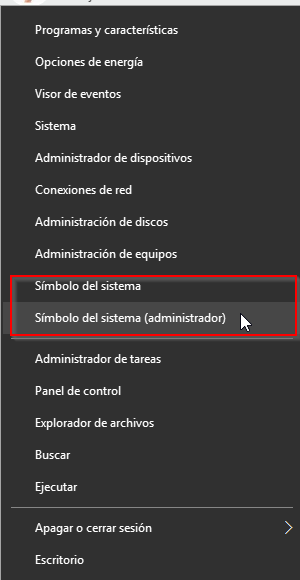 Programas y características
Opciones de energía
Visor de eventos
Sistema
Administrador de dispositivos
Conexiones de red
Administración de discos
Administración de equipos
Símbolo del sistema
Símbolo del sistema (administrador)
Administrador de tareas
Panel de control
Explorador de archivos
Buscar
Ejecutar
Apagar o cerrar sesión
Escritorio